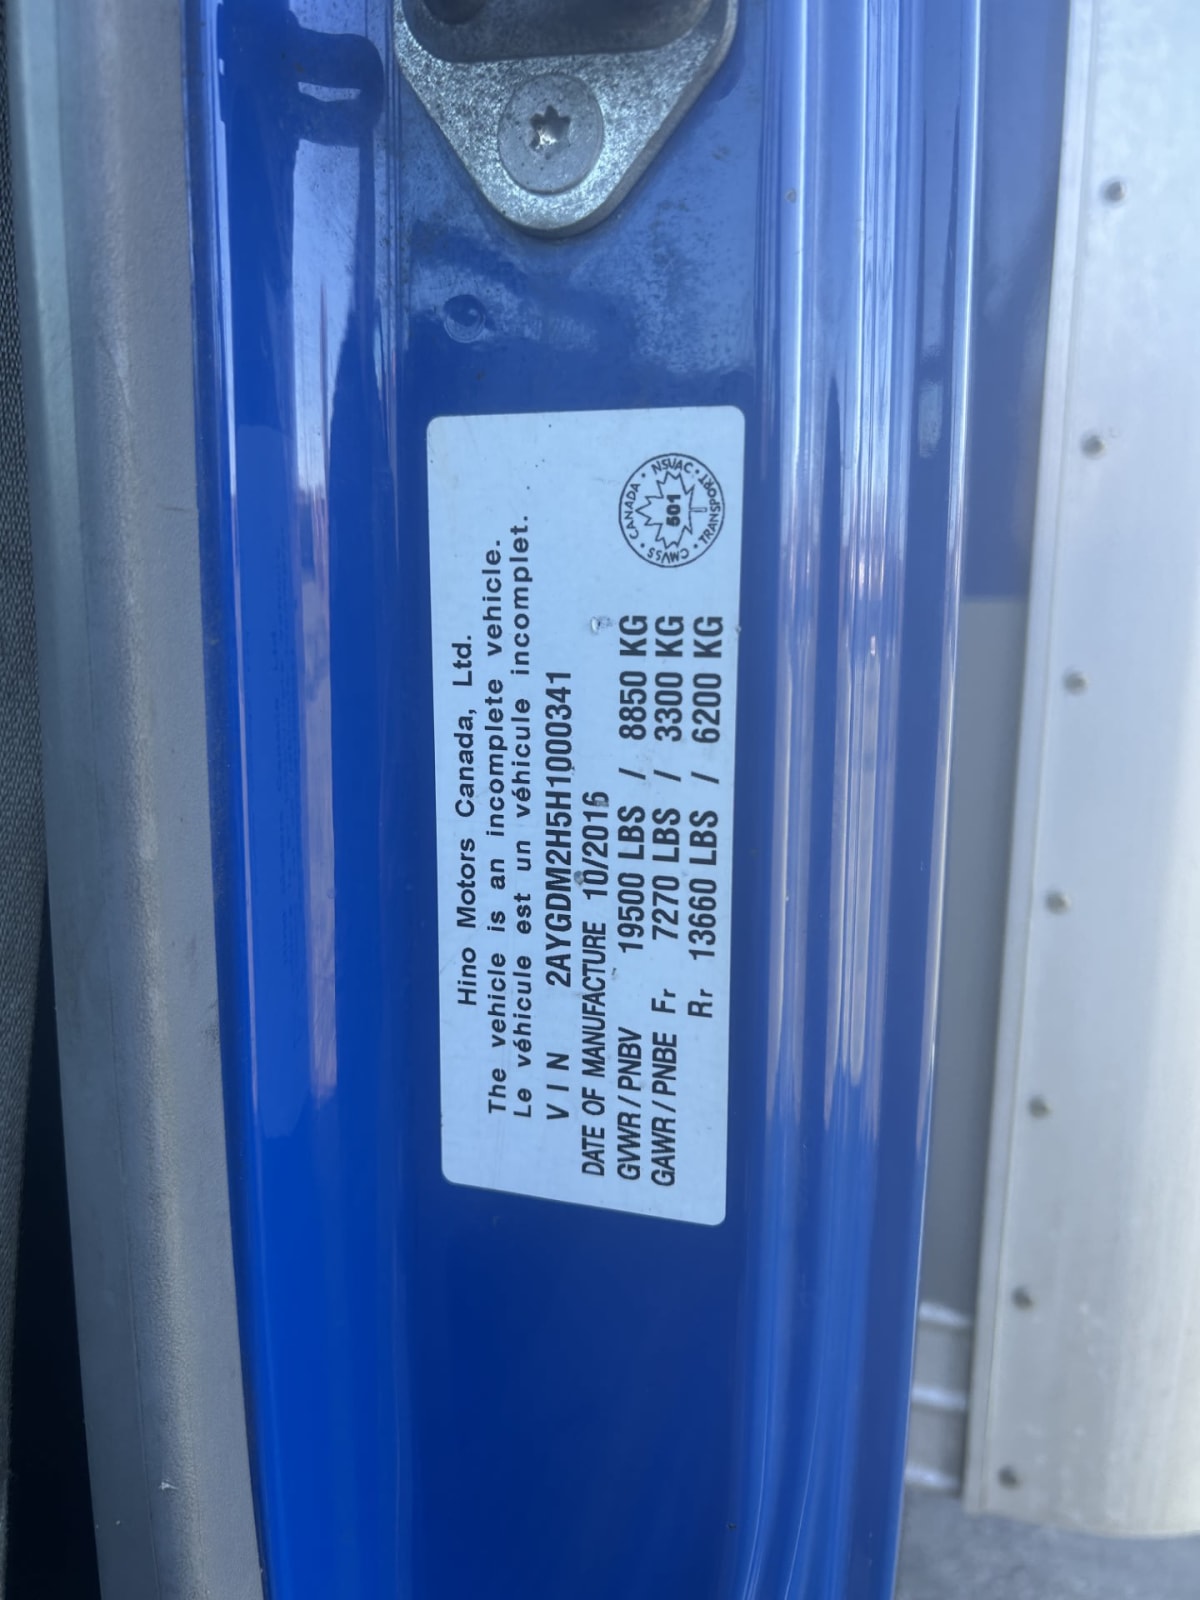 Hino Motors Canada, Ltd.
The vehicle is an incomplete vehicle.
Le véhicule est un véhicule incomplet.
VIN 2AYGDM2H5H1000341
DATE OF MANUFACTURE 10/2016
GVWR/PNBV 19500 LBS / 8850 KG
GAWR/PNBE Fr 7270 LBS / 3300 KG
Rr 13660 LBS / 6200 KG
CANADA • NSVAC • TRANSPORT • CMVSS •
501
T